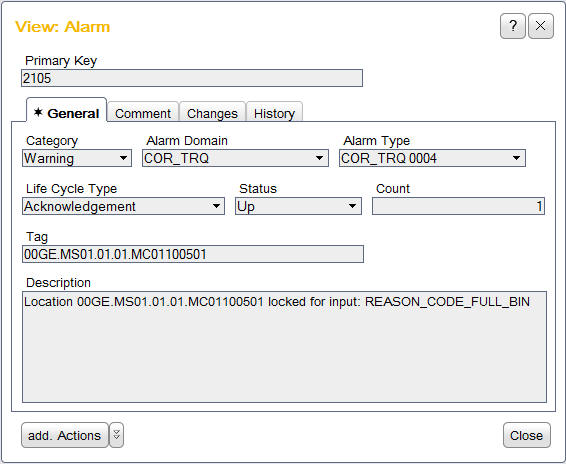 View: Alarm
?
Primary Key
2105
* General Comment Changes History
Category Alarm Domain Alarm Type
Warning COR_TRQ COR_TRQ 0004
Life Cycle Type Status Count
Acknowledgement Up 1
Tag
00GE.MS01.01.01.MC01100501
Description
Location 00GE.MS01.01.01.MC01100501 locked for input: REASON_CODE_FULL_BIN
add. Actions Close